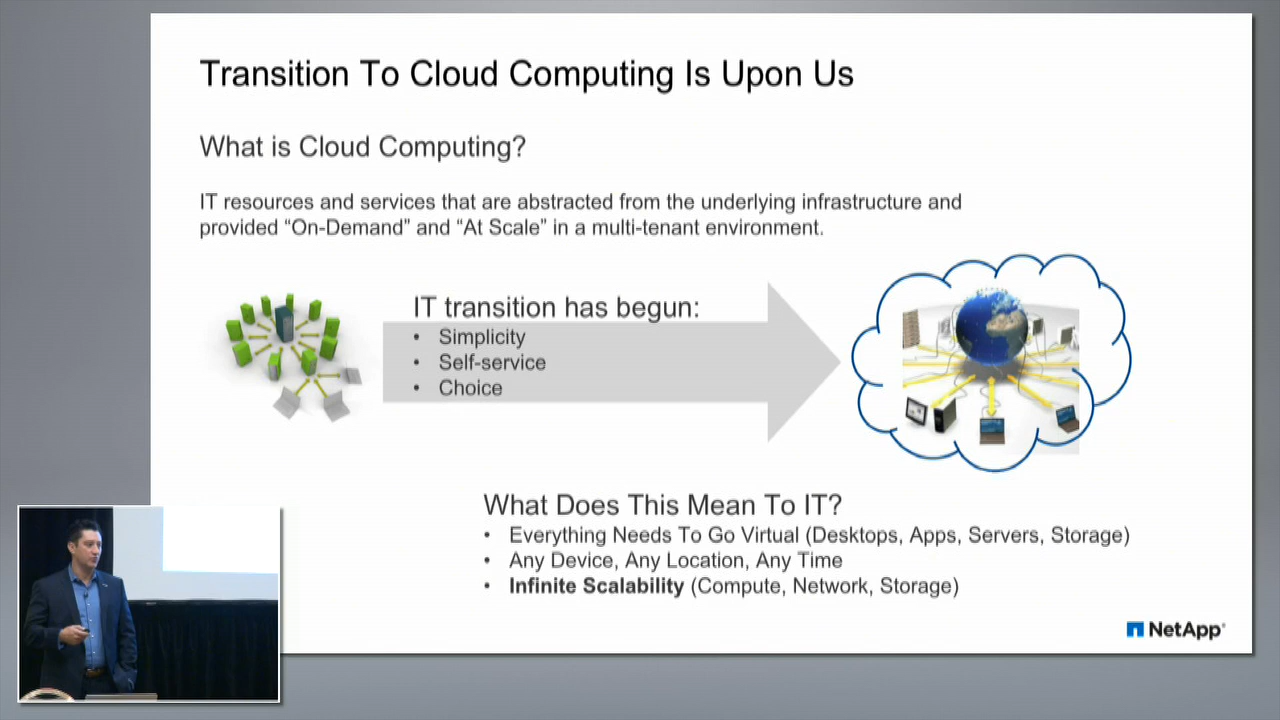 Transition To Cloud Computing Is Upon Us
What is Cloud Computing?
IT resources and services that are abstracted from the underlying infrastructure and
provided “On-Demand” and “At Scale” in a multi-tenant environment.
IT transition has begun:
• Simplicity
• Self-service
• Choice
What Does This Mean To IT?
• Everything Needs To Go Virtual (Desktops, Apps, Servers, Storage)
• Any Device, Any Location, Any Time
• Infinite Scalability (Compute, Network, Storage)
NetApp®